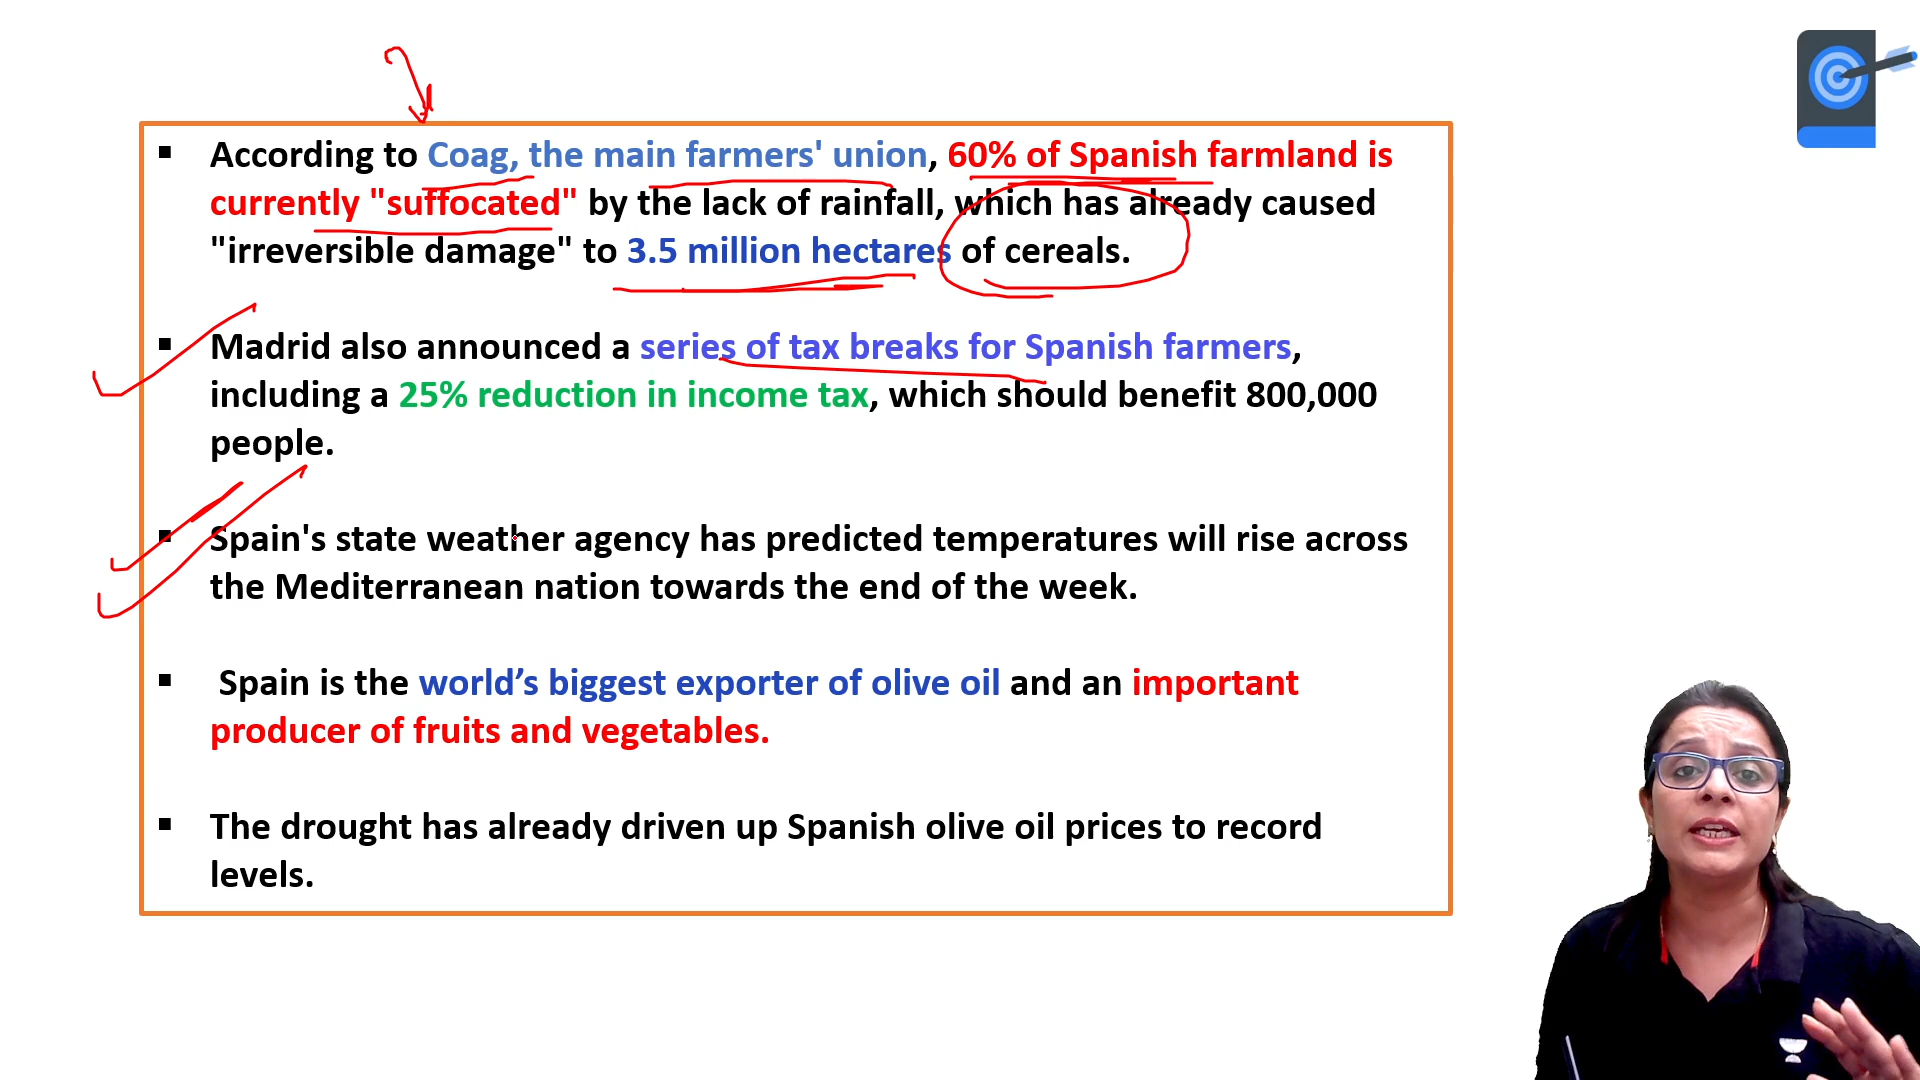 ▪ According to Coag, the main farmers' union, 60% of Spanish farmland is
currently "suffocated" by the lack of rainfall, which has already caused
"irreversible damage" to 3.5 million hectares of cereals.
▪ Madrid also announced a series of tax breaks for Spanish farmers,
including a 25% reduction in income tax, which should benefit 800,000
people.
▪ Spain's state weather agency has predicted temperatures will rise across
the Mediterranean nation towards the end of the week.
▪ Spain is the world’s biggest exporter of olive oil and an important
producer of fruits and vegetables.
▪ The drought has already driven up Spanish olive oil prices to record
levels.